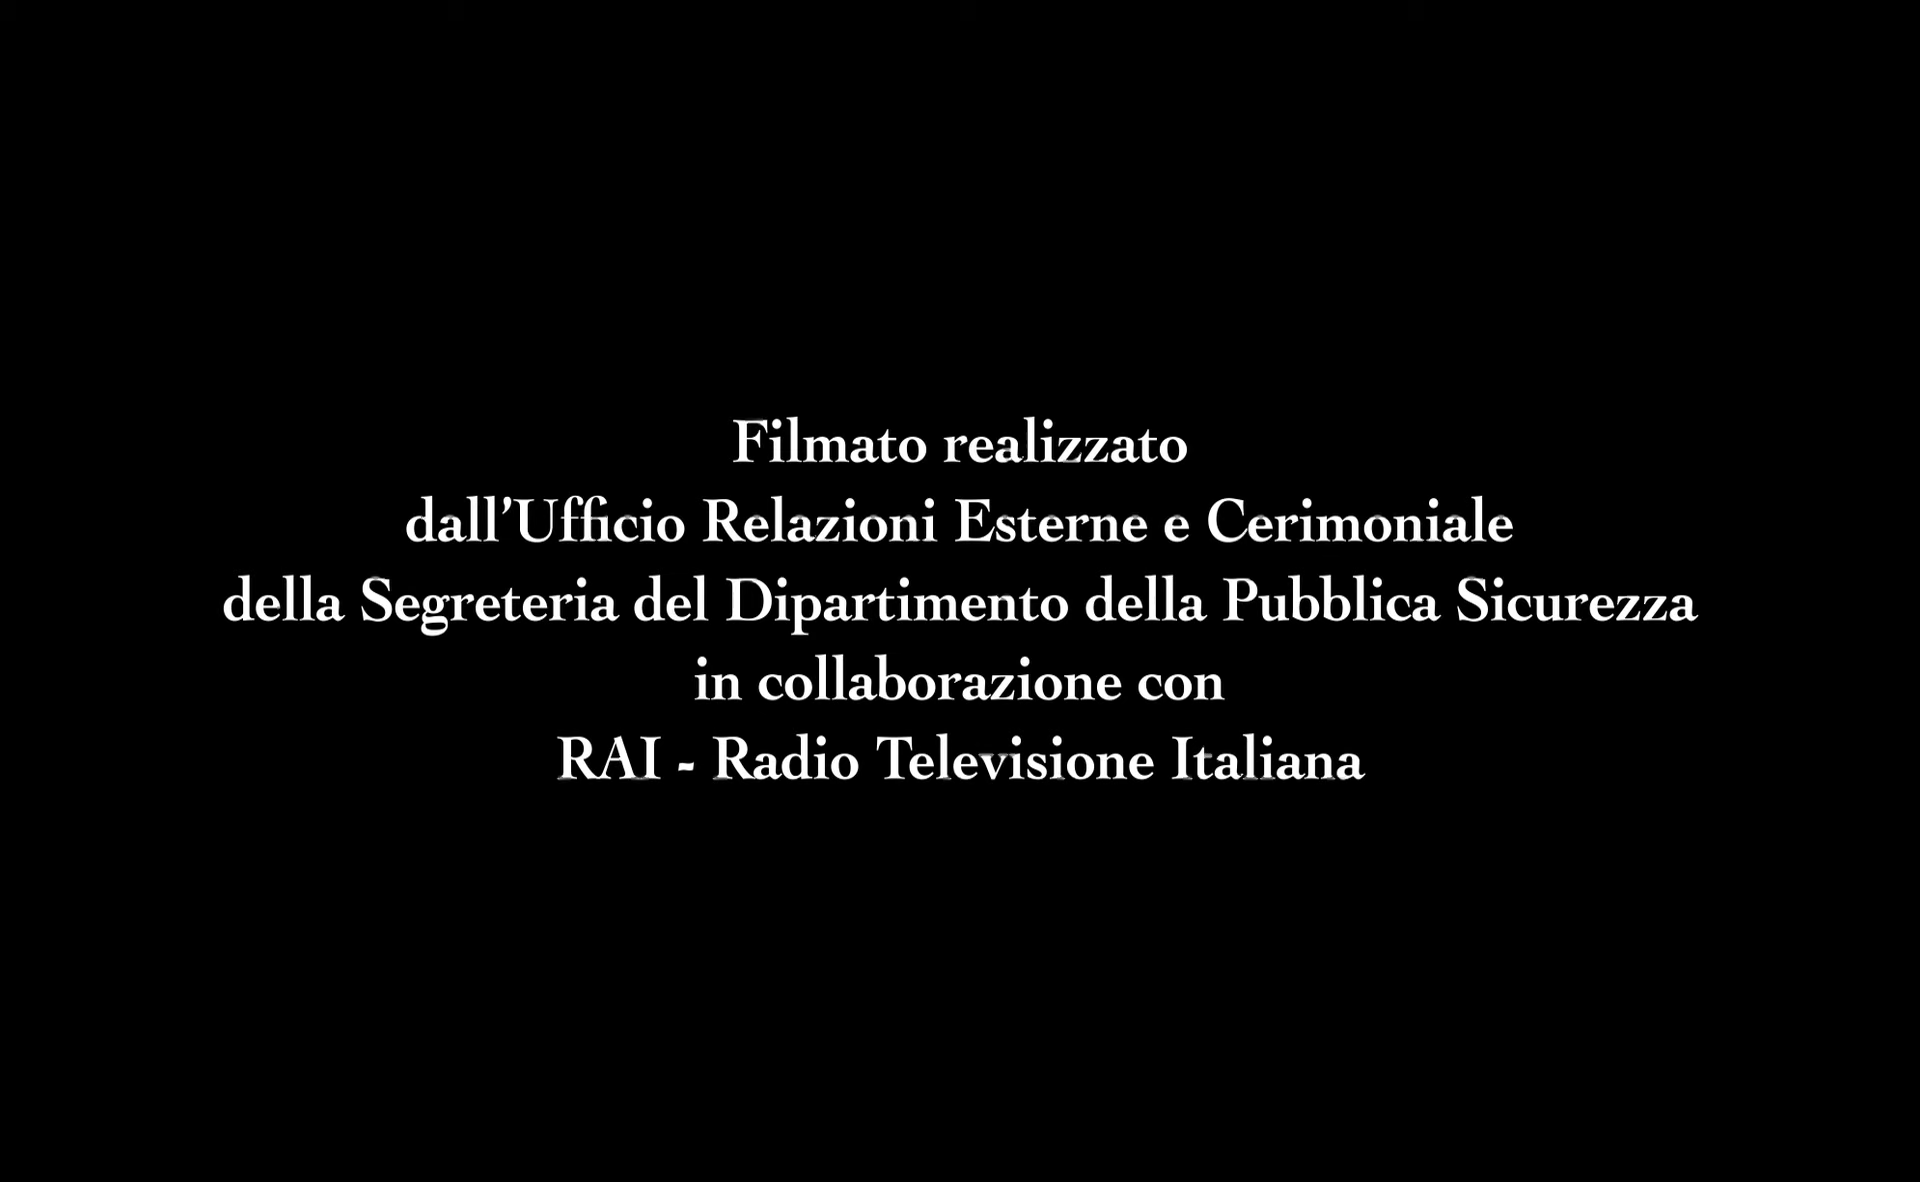 Filmato realizzato
dall’Ufficio Relazioni Esterne e Cerimoniale
della Segreteria del Dipartimento della Pubblica Sicurezza
in collaborazione con
RAI - Radio Televisione Italiana